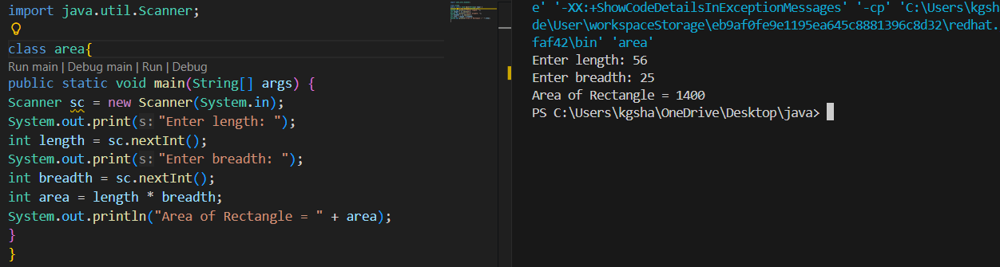 import java.util.Scanner;
class area{
Run main | Debug main | Run | Debug
public static void main(String[] args) {
Scanner sc = new Scanner(System.in);
System.out.print(s: "Enter length: ");
int length = sc.nextInt();
System.out.print(s: "Enter breadth: ");
int breadth = sc.nextInt();
int area = length * breadth;
System.out.println("Area of Rectangle = " + area);
}
}
e' '-XX:+ShowCodeDetailsInExceptionMessages' '-cp' 'C:\Users\kgsh
de\User\workspaceStorage\eb9af0fe9e1195ea645c8881396c8d32\redhat.
faf42\bin' 'area'
Enter length: 56
Enter breadth: 25
Area of Rectangle = 1400
PS C:\Users\kgsha\OneDrive\Desktop\java>